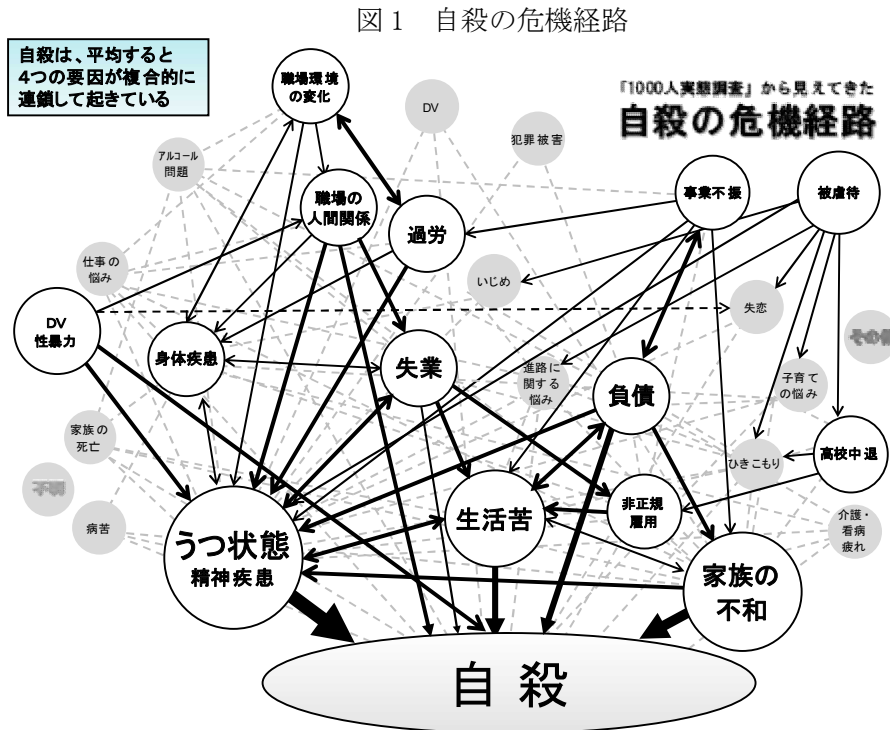 図1 自殺の危機経路
自殺は、平均すると
4つの要因が複合的に
連鎖して起きている
「1000人実態調査」から見えてきた
自殺の危機経路
職場環境
の変化
DV
犯罪被害
アルコール
問題
職場の
人間関係
過労
事業不振
被虐待
仕事の
悩み
いじめ
失恋
DV
性暴力
身体疾患
失業
進路に
関する
悩み
負債
子育て
の悩み
家族の
死亡
ひきこもり
高校中退
不明
病苦
うつ状態
精神疾患
生活苦
非正規
雇用
介護・
看病
疲れ
家族の
不和
自殺